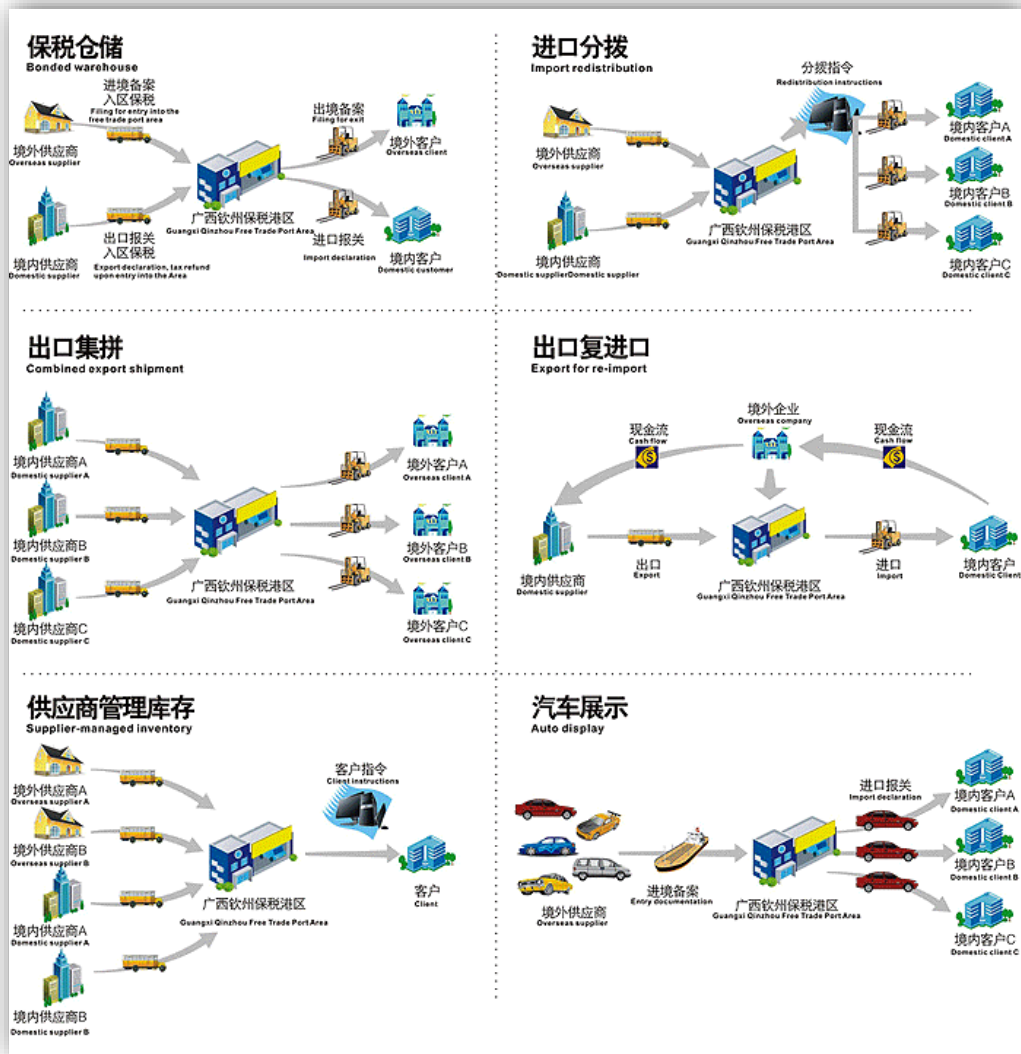 保税仓储
Bonded warehouse
进境备案
入区保税
Filing for entry into the
free trade port area
境外供应商
Overseas supplier
出境备案
Filing for exit
境外客户
Overseas client
广西钦州保税港区
Guangxi Qinzhou Free Trade Port Area
境内供应商
Domestic supplier
出口报关
入区保税
Export declaration, tax refund
upon entry into the Area
进口报关
Import declaration
境内客户
Domestic customer
进口分拨
Import redistribution
分拨指令
Redistribution instructions
境外供应商
Overseas supplier
境内客户A
Domestic client A
境内客户B
Domestic client B
广西钦州保税港区
Guangxi Qinzhou Free Trade Port Area
境内供应商
Domestic supplierDomestic supplier
境内客户C
Domestic client C
出口集拼
Combined export shipment
境内供应商A
Domestic supplier A
境外客户A
Overseas client A
境内供应商B
Domestic supplier B
境外客户B
Overseas client B
广西钦州保税港区
Guangxi Qinzhou Free Trade Port Area
境内供应商C
Domestic supplier C
境外客户C
Overseas client C
出口复进口
Export for re-import
境外企业
Overseas company
现金流
Cash flow
现金流
Cash flow
境内供应商
Domestic supplier
出口
Export
广西钦州保税港区
Guangxi Qinzhou Free Trade Port Area
进口
Import
境内客户
Domestic Client
供应商管理库存
Supplier-managed inventory
境外供应商A
Overseas supplier A
客户指令
Client instructions
境外供应商B
Overseas supplier B
广西钦州保税港区
Guangxi Qinzhou Free Trade Port Area
客户
Client
境内供应商A
Domestic supplier A
境内供应商B
Domestic supplier B
汽车展示
Auto display
进口报关
Import declaration
境内客户A
Domestic client A
境外供应商
Overseas supplier
进境备案
Entry documentation
广西钦州保税港区
Guangxi Qinzhou Free Trade Port Area
境内客户B
Domestic client B
境内客户C
Domestic client C